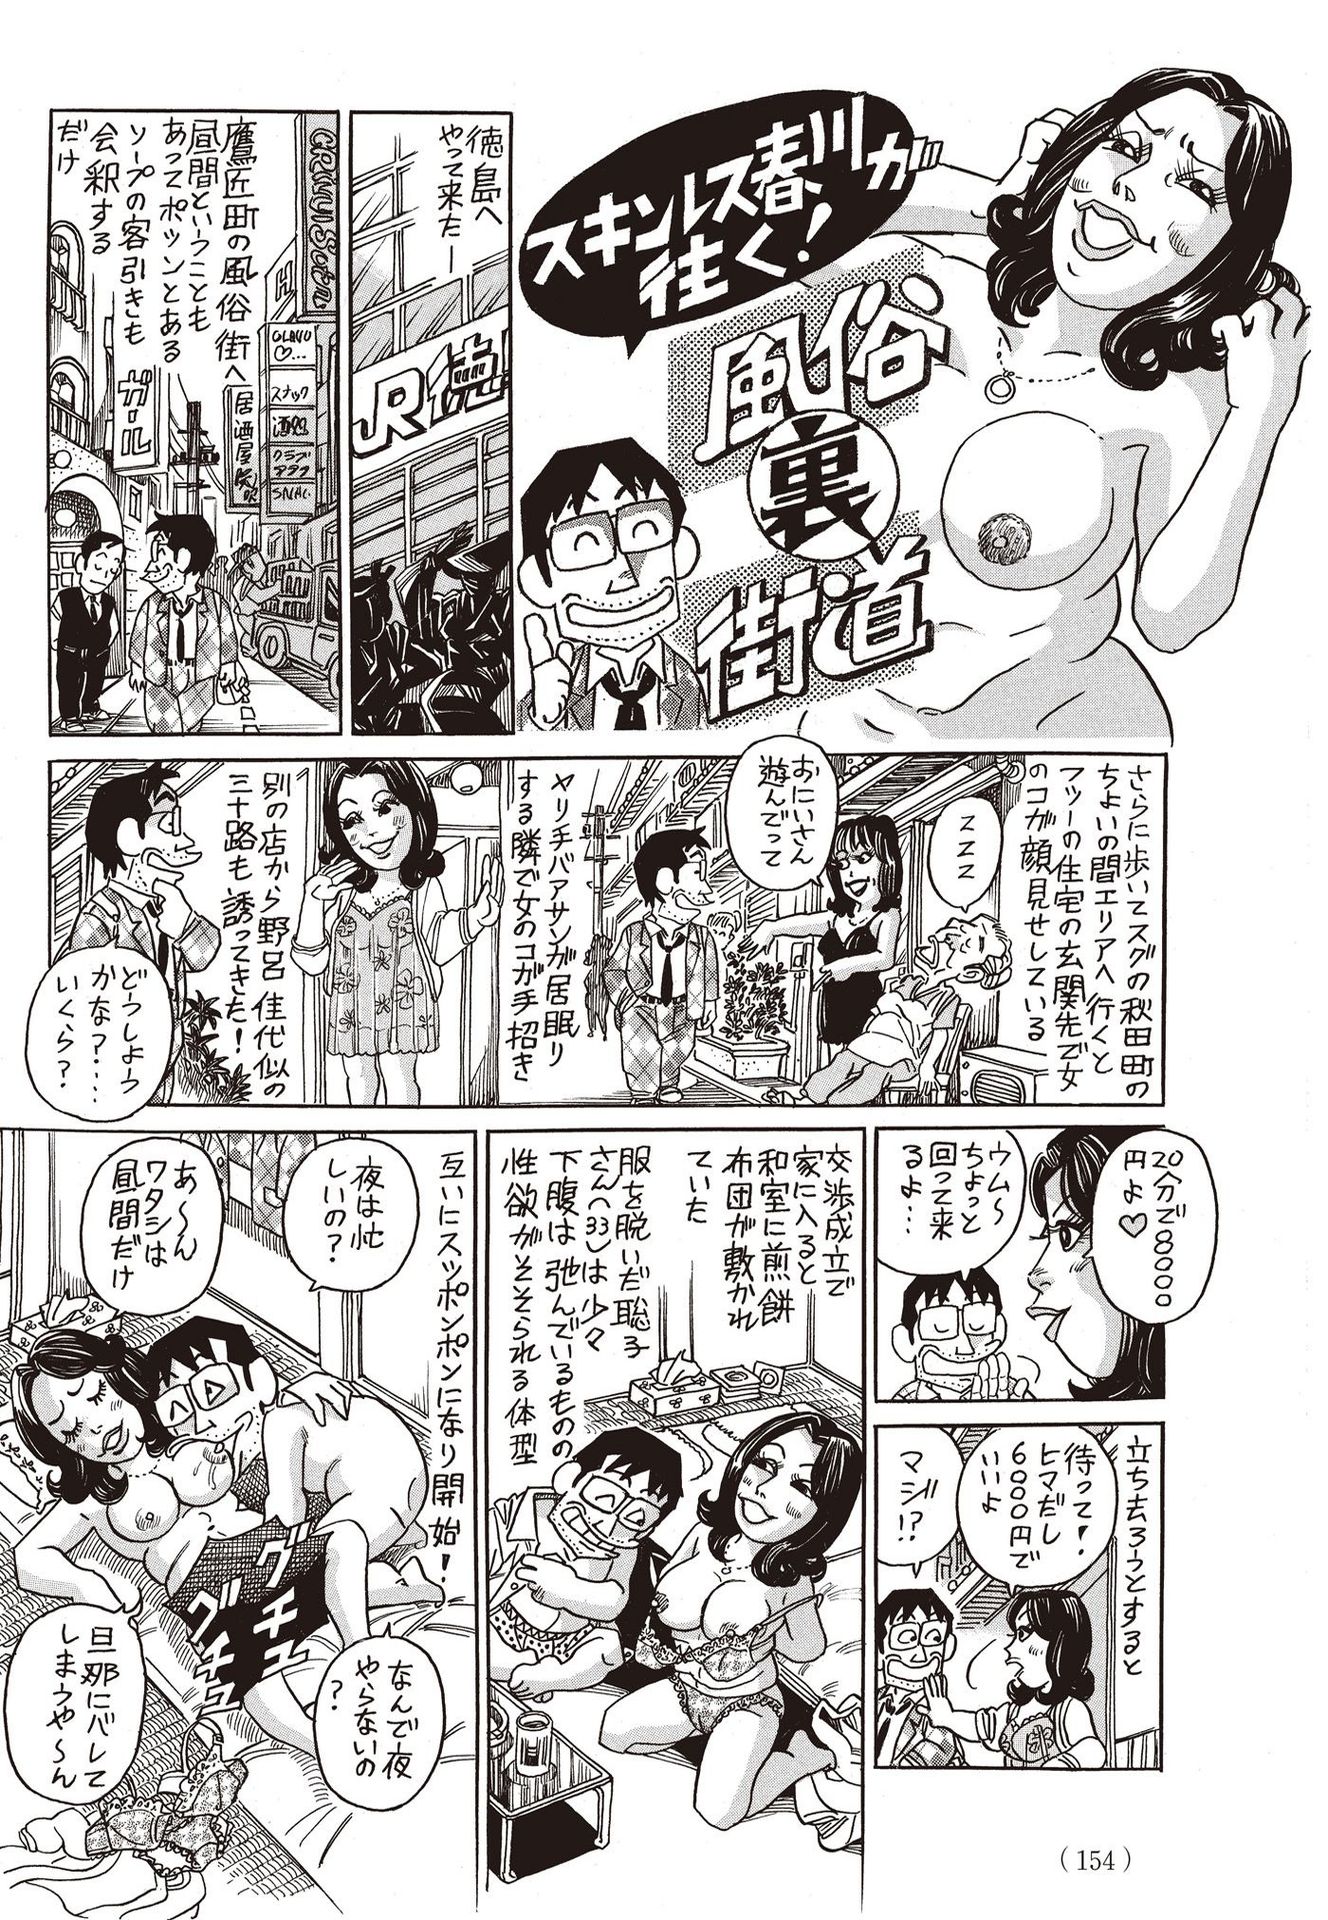 スキンレス春川が
往く!
風俗
裏
街道
徳島へ
やって来たー
JR徳
鷹匠町の風俗街へ
昼間ということも
あってポツンとある
ソープの客引きも
会釈する
だけ
H
スナック
クラブ
居酒屋
ガール
さらに歩いてスグの秋田町の
ちょいの間エリアへ行くと
フツーの住宅の玄関先で女
のコが顔見せしている
ZZZ
おにいさん
遊んでって
ヤリチバアサンが居眠り
する隣で女のコが手招き
別の店から野呂佳代似の
三十路も誘ってきた!
どーしよう
かな?‥‥
いくら?
20分で8000
円よ♡
ウム〜
ちょっと
回って来
るよ‥‥
立ち去ろうとすると
待って!
ヒマだし
6000円で
いいよ
マジ!?
交渉成立で
家に入ると
和室に煎餅
布団が敷かれ
ていた
服を脱いだ聡子
さん(33)は少々
下腹は弛んでいるものの
性欲がそそられる体型
互いにスッポンポンになり開始!
夜は忙
しいの?
あ〜ん
ワタシは
昼間だけ
グチュ
グチュ
なんで夜
やらないの
?
旦那にバレて
しまうや〜ん
(154)